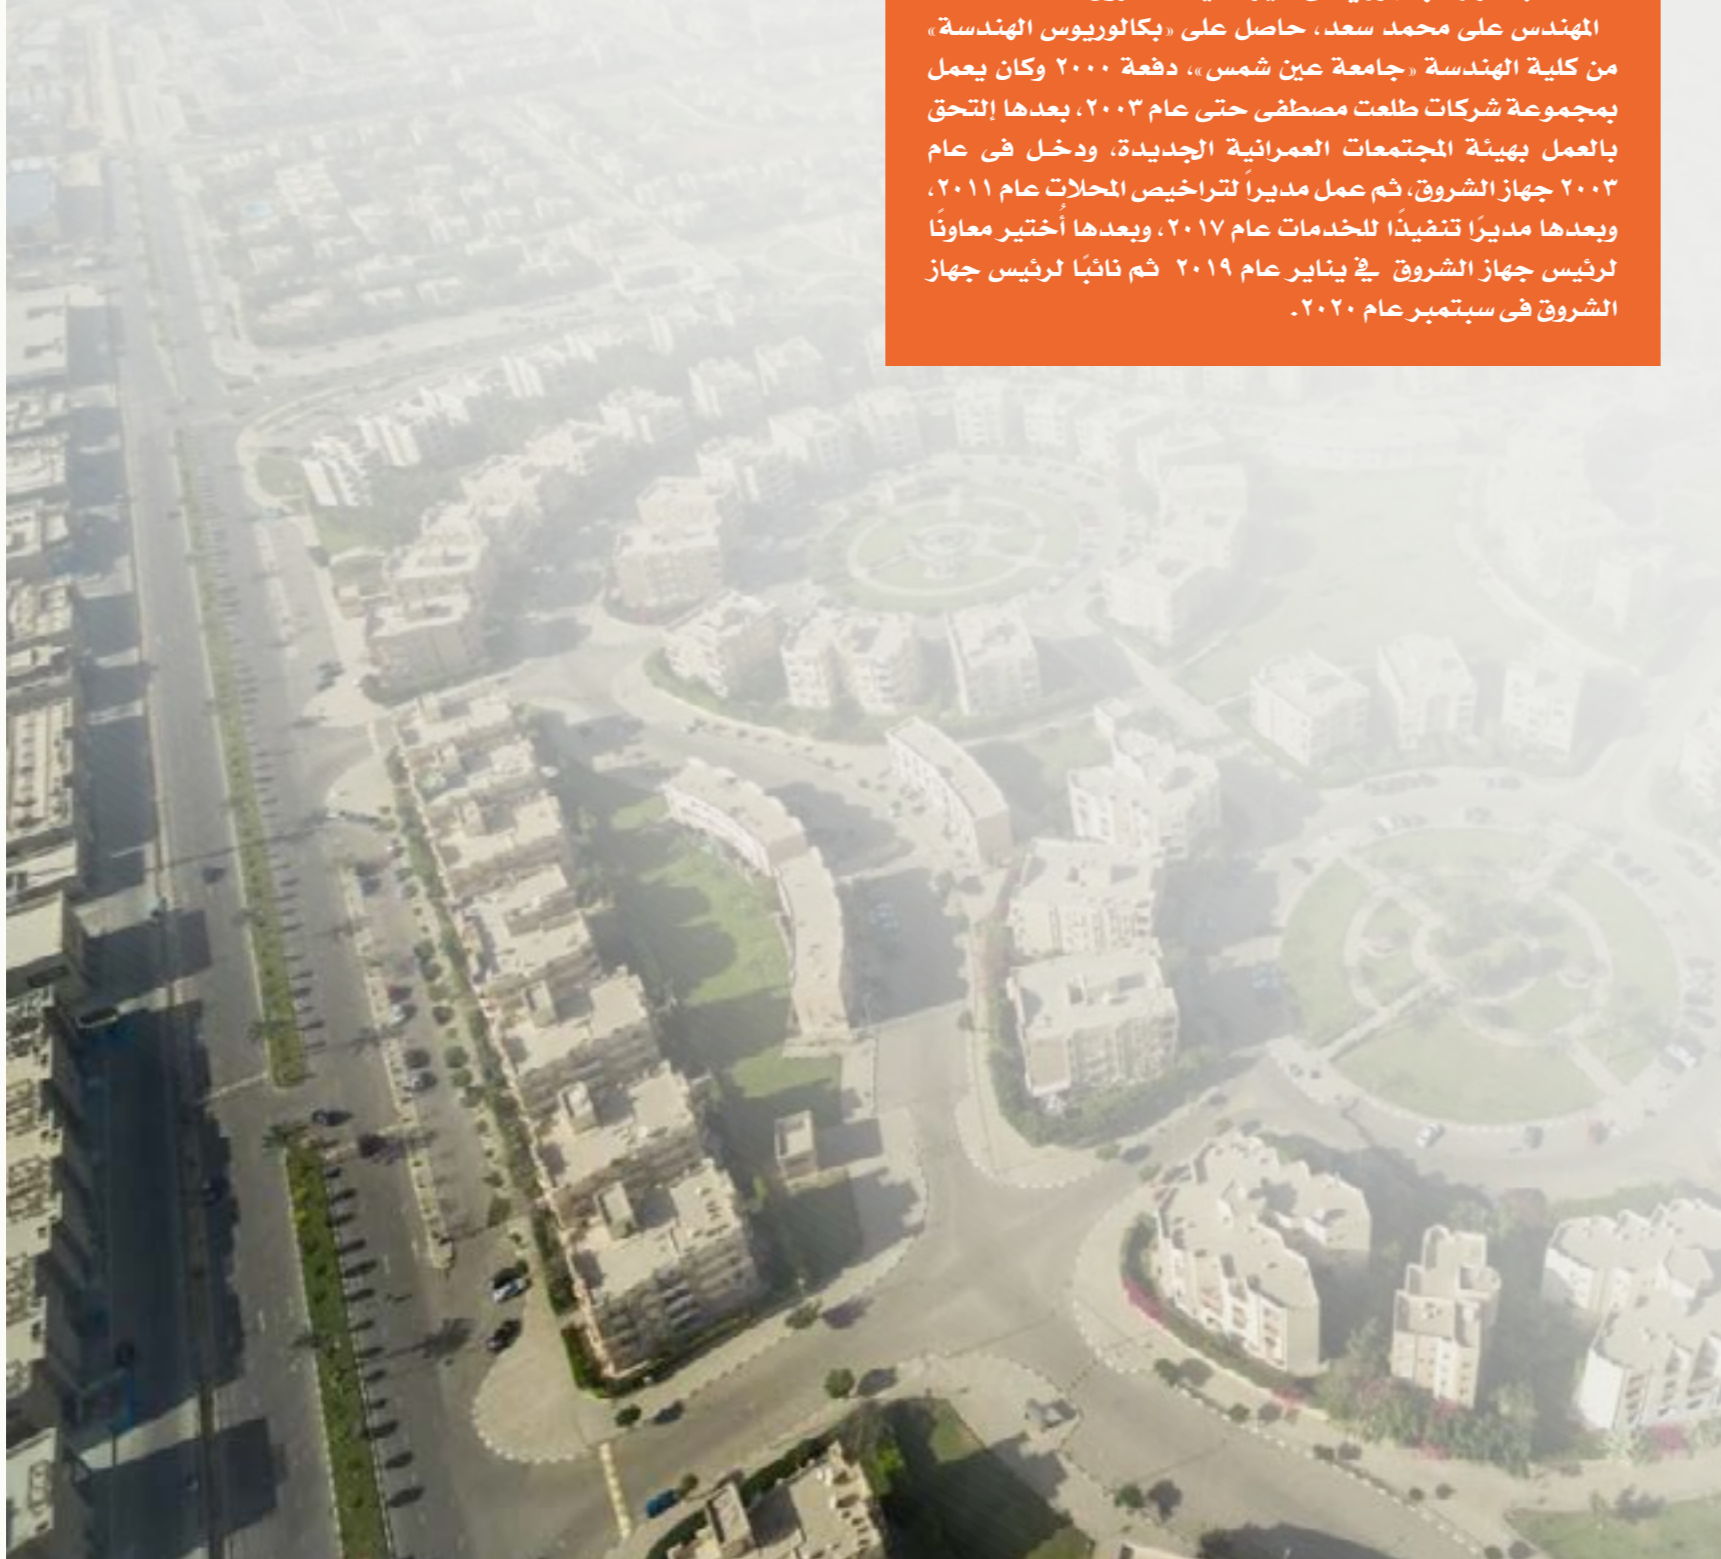 المهندس على محمد سعد، حاصل على «بكالوريوس الهندسة»
من كلية الهندسة «جامعة عين شمس»، دفعة ٢٠٠٠ وكان يعمل
بمجموعة شركات طلعت مصطفى حتى عام ٢٠٠٣، بعدها إلتحق
بالعمل بهيئة المجتمعات العمرانية الجديدة، ودخل فى عام
٢٠٠٣ جهاز الشروق، ثم عمل مديراً لتراخيص المحلات عام ٢٠١١،
وبعدها مديرًا تنفيذًا للخدمات عام ٢٠١٧، وبعدها أُختير معاونًا
لرئيس جهاز الشروق في يناير عام ٢٠١٩ ثم نائبًا لرئيس جهاز
الشروق فى سبتمبر عام ٢٠٢٠.